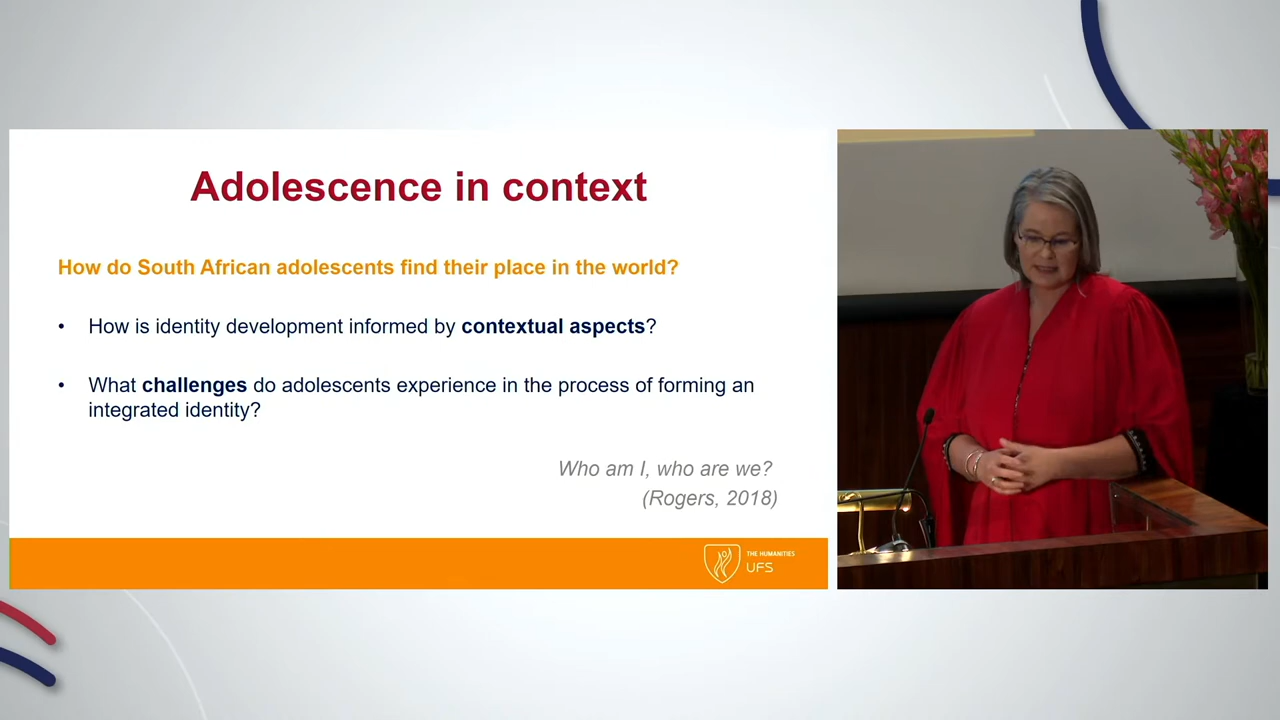 Adolescence in context
How do South African adolescents find their place in the world?
• How is identity development informed by contextual aspects?
• What challenges do adolescents experience in the process of forming an
integrated identity?
Who am I, who are we?
(Rogers, 2018)
THE HUMANITIES
UFS